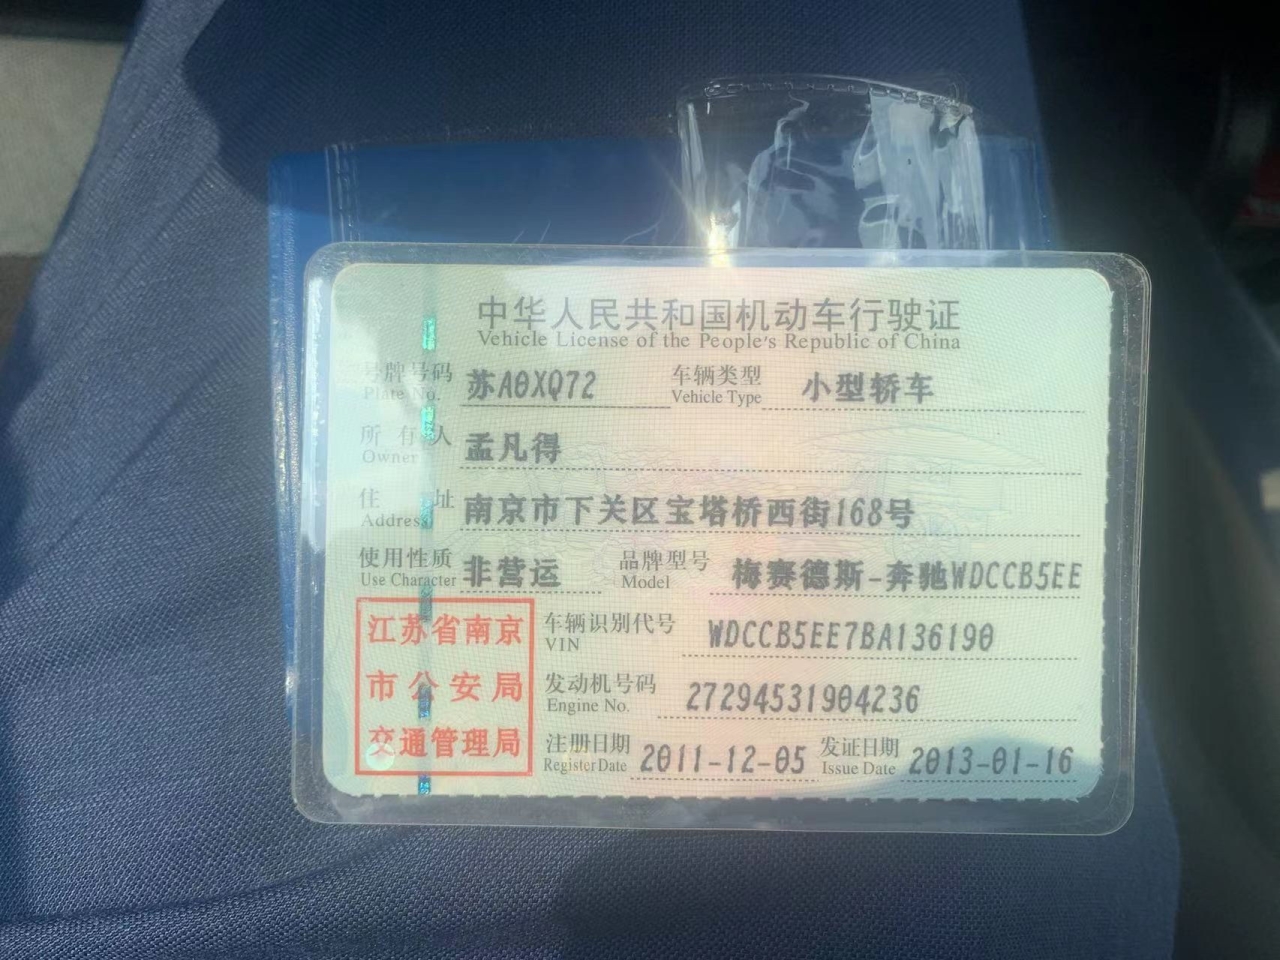 中华人民共和国机动车行驶证
Vehicle License of the People's Republic of China
号牌号码 苏A0XQ72 车辆类型 小型轿车
Plate No. Vehicle Type
所有人 孟凡得
Owner
住址 南京市下关区宝塔桥西街168号
Address
使用性质 非营运 品牌型号 梅赛德斯-奔驰WDCCB5EE
Use Character Model
江苏省南京
市公安局
交通管理局
车辆识别代号 WDCCB5EE7BA136190
VIN
发动机号码 27294531904236
Engine No.
注册日期 2011-12-05 发证日期 2013-01-16
Register Date Issue Date